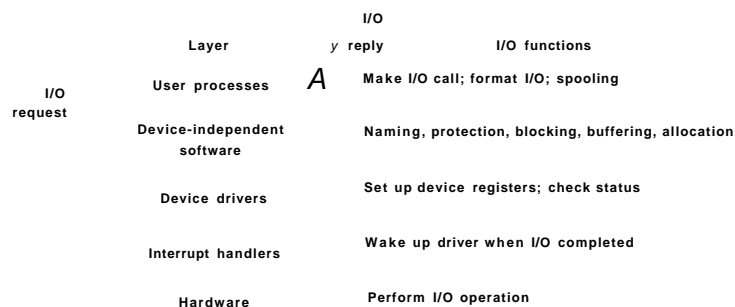 I/O
Layer y reply I/O functions
User processes A Make I/O call; format I/O; spooling
I/O
request
Device-independent
software
Naming, protection, blocking, buffering, allocation
Device drivers Set up device registers; check status
Interrupt handlers Wake up driver when I/O completed
Hardware Perform I/O operation